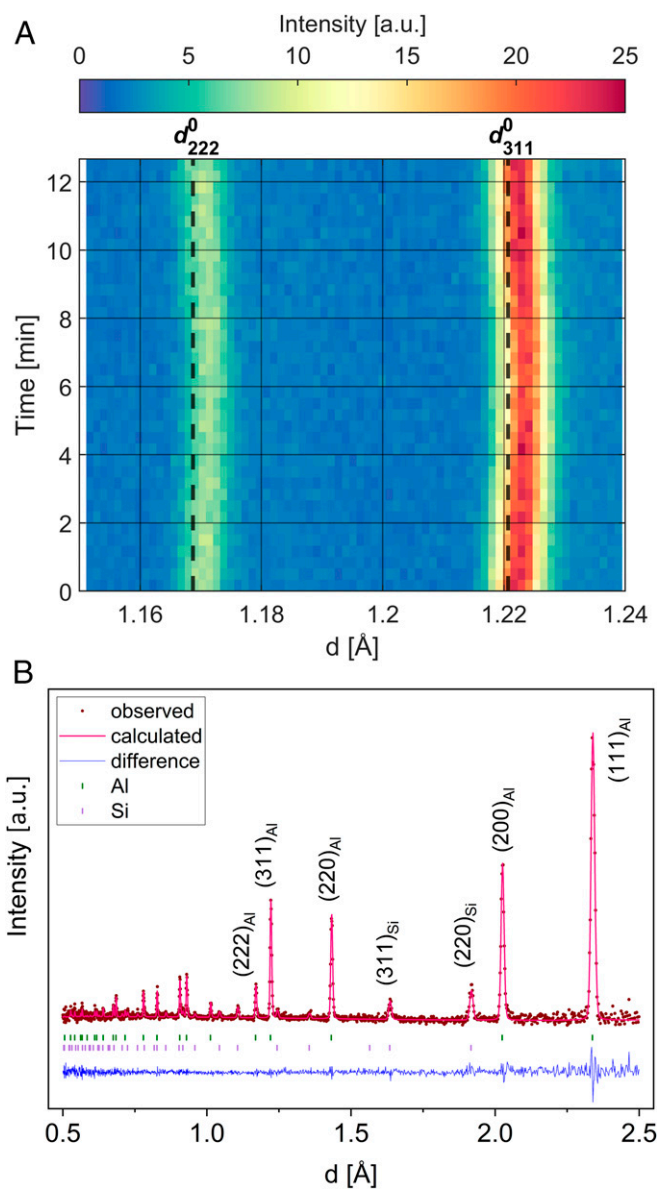 A
Intensity [a.u.]
0 5 10 15 20 25
d⁰₂₂₂ d⁰₃₁₁
12
10
8
6
4
2
0
Time [min]
1.16 1.18 1.2 1.22 1.24
d [Å]
B
observed
calculated
difference
Al
Si
(222)Al
(311)Al
(220)Al
(311)Si
(220)Si
(200)Al
(111)Al
Intensity [a.u.]
0.5 1.0 1.5 2.0 2.5
d [Å]